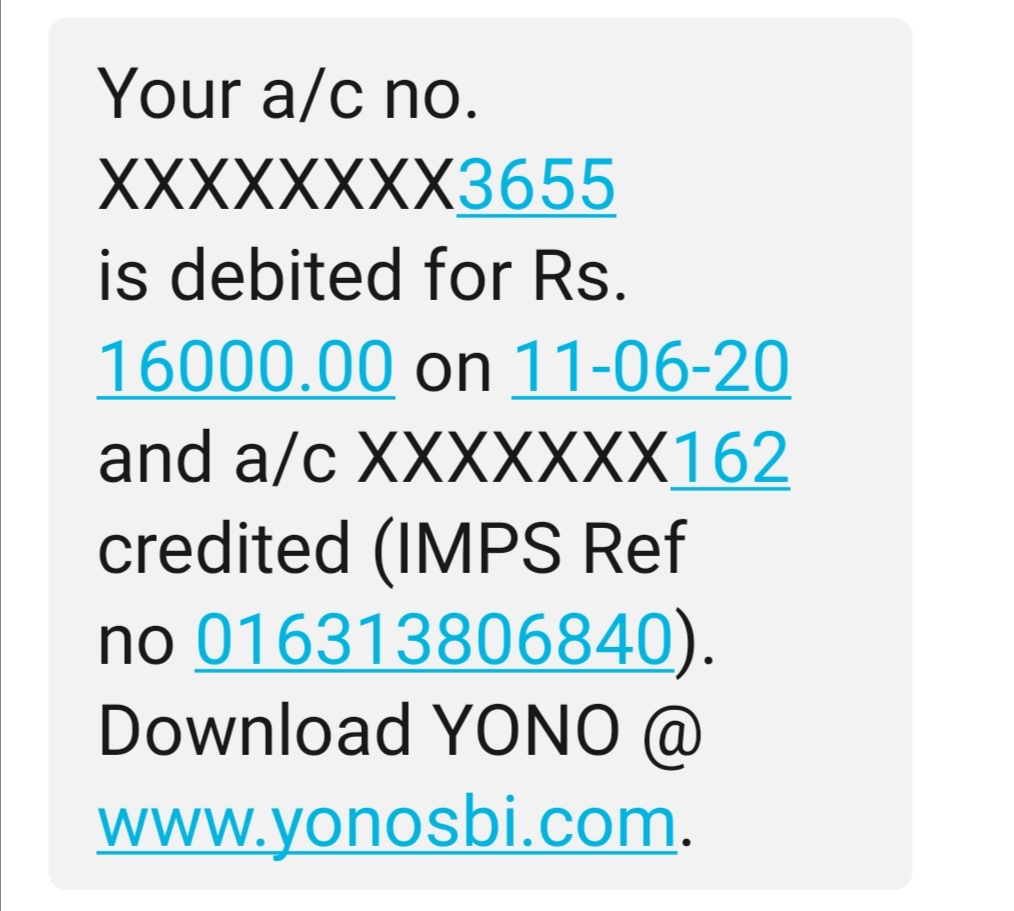 Your a/c no.
XXXXXXXX3655
is debited for Rs.
16000.00 on 11-06-20
and a/c XXXXXXX162
credited (IMPS Ref
no 016313806840).
Download YONO @
www.yonosbi.com.